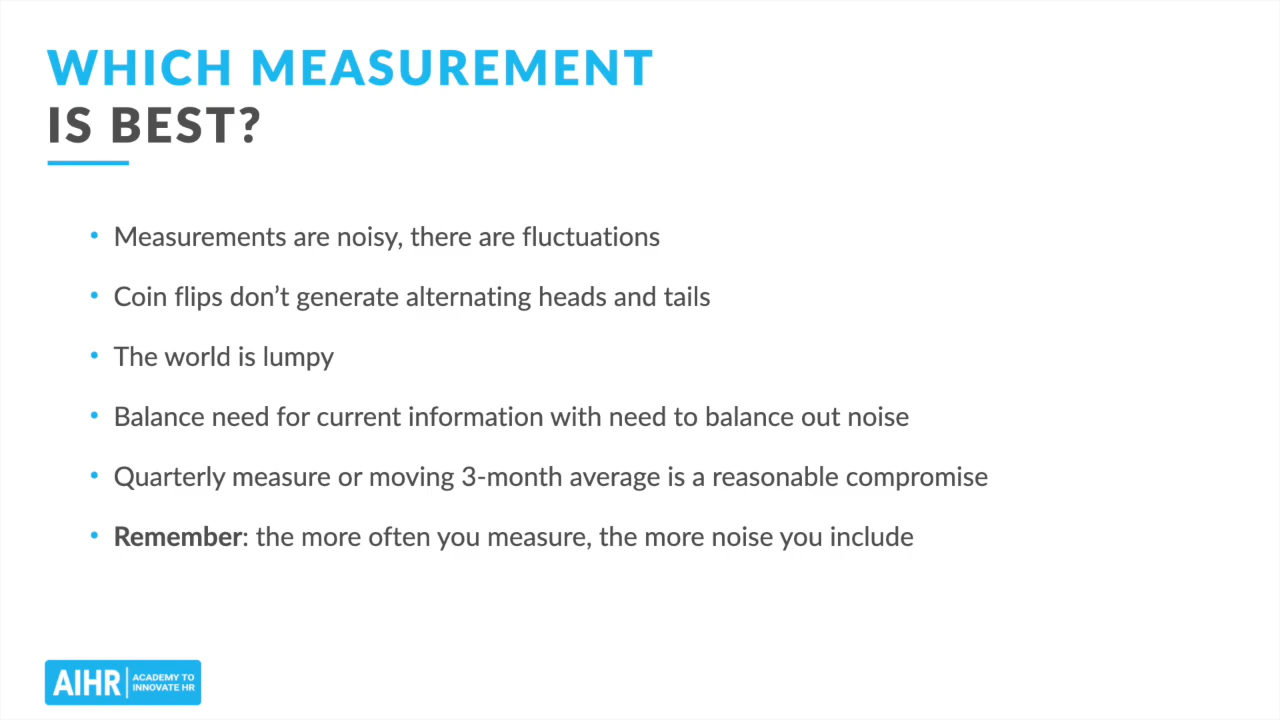 WHICH MEASUREMENT
IS BEST?
• Measurements are noisy, there are fluctuations
• Coin flips don’t generate alternating heads and tails
• The world is lumpy
• Balance need for current information with need to balance out noise
• Quarterly measure or moving 3-month average is a reasonable compromise
• Remember: the more often you measure, the more noise you include
AIHR
ACADEMY TO
INNOVATE HR